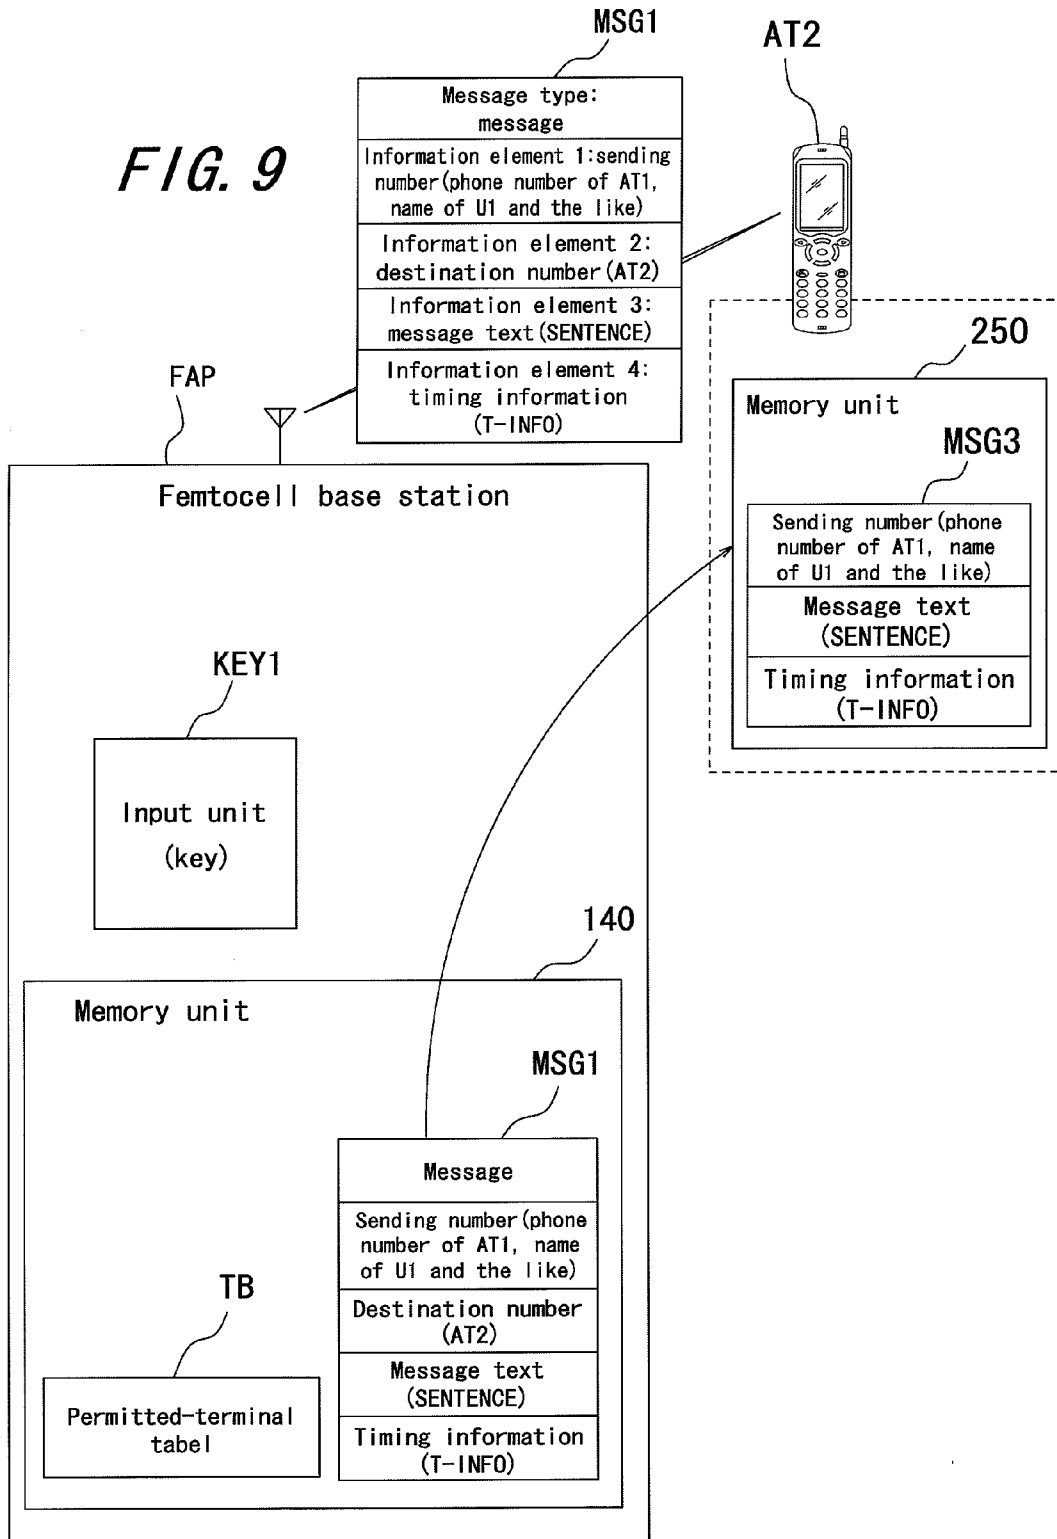 FIG. 9
MSG1
Message type:
message
Information element 1:sending
number(phone number of AT1,
name of U1 and the like)
Information element 2:
destination number(AT2)
Information element 3:
message text(SENTENCE)
Information element 4:
timing information
(T-INFO)
AT2
250
Memory unit
MSG3
Sending number(phone
number of AT1, name
of U1 and the like)
Message text
(SENTENCE)
Timing information
(T-INFO)
FAP
Femtocell base station
KEY1
Input unit
(key)
140
Memory unit
MSG1
Message
Sending number(phone
number of AT1, name
of U1 and the like)
Destination number
(AT2)
Message text
(SENTENCE)
Timing information
(T-INFO)
TB
Permitted-terminal
tabel